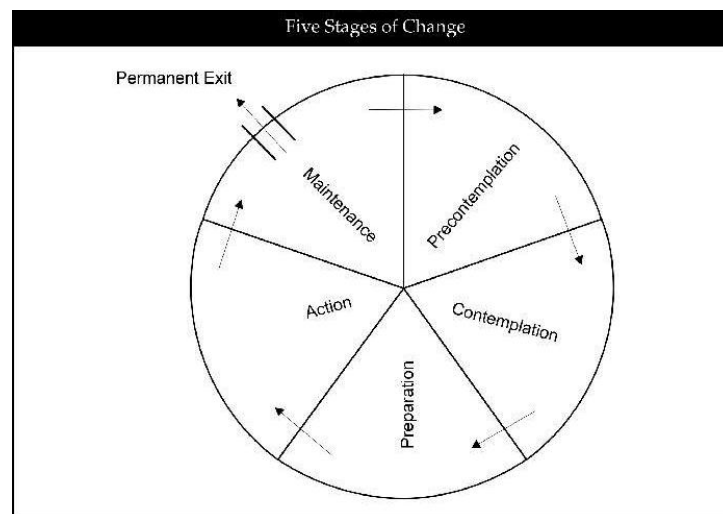 Five Stages of Change
Permanent Exit
Maintenance
Precontemplation
Action
Contemplation
Preparation